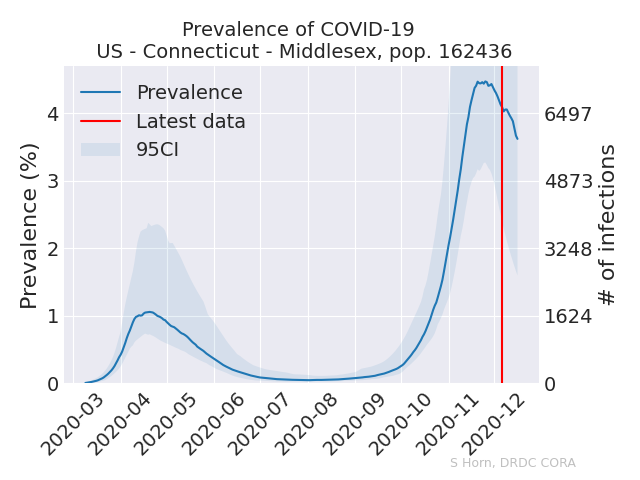 Prevalence of COVID-19
US - Connecticut - Middlesex, pop. 162436
Prevalence
Latest data
95CI
Prevalence (%)
4
3
2
1
0
6497
4873
3248
1624
0
# of infections
2020-03
2020-04
2020-05
2020-06
2020-07
2020-08
2020-09
2020-10
2020-11
2020-12
S Horn, DRDC CORA